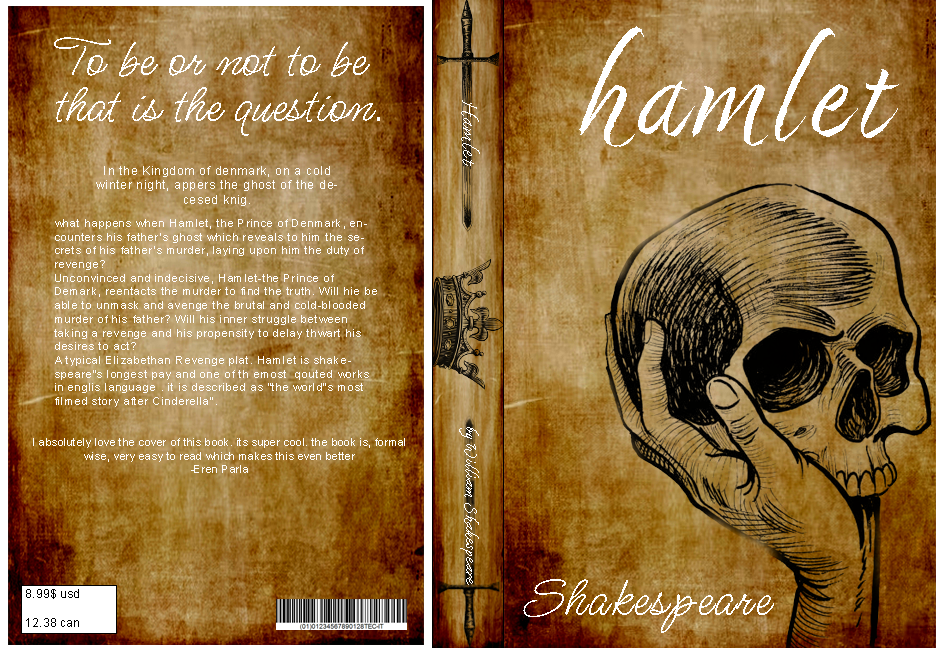 To be or not to be
that is the question.
In the Kingdom of denmark, on a cold
winter night, appers the ghost of the de-
cesed knig.
what happens when Hamlet, the Prince of Denmark, en-
counters his father's ghost which reveals to him the se-
crets of his father's murder, laying upon him the duty of
revenge?
Unconvinced and indecisive, Hamlet-the Prince of
Demark, reentacts the murder to find the truth. Will hie be
able to unmask and avenge the brutal and cold-blooded
murder of his father? Will his inner struggle between
taking a revenge and his propensity to delay thwart his
desires to act?
A typical Elizabethan Revenge plat. Hamlet is shake-
speare"s longest pay and one of th emost .qouted works
in englis language . it is described as "the world"s most
filmed story after Cinderella".
I absolutely love the cover of this book. its super cool. the book is, formal
wise, very easy to read which makes this even better
-Eren Parla
8.99$ usd
12.38 can
(01)01234567890128TEC-IT
Hamlet
by William Shakespeare
hamlet
Shakespeare